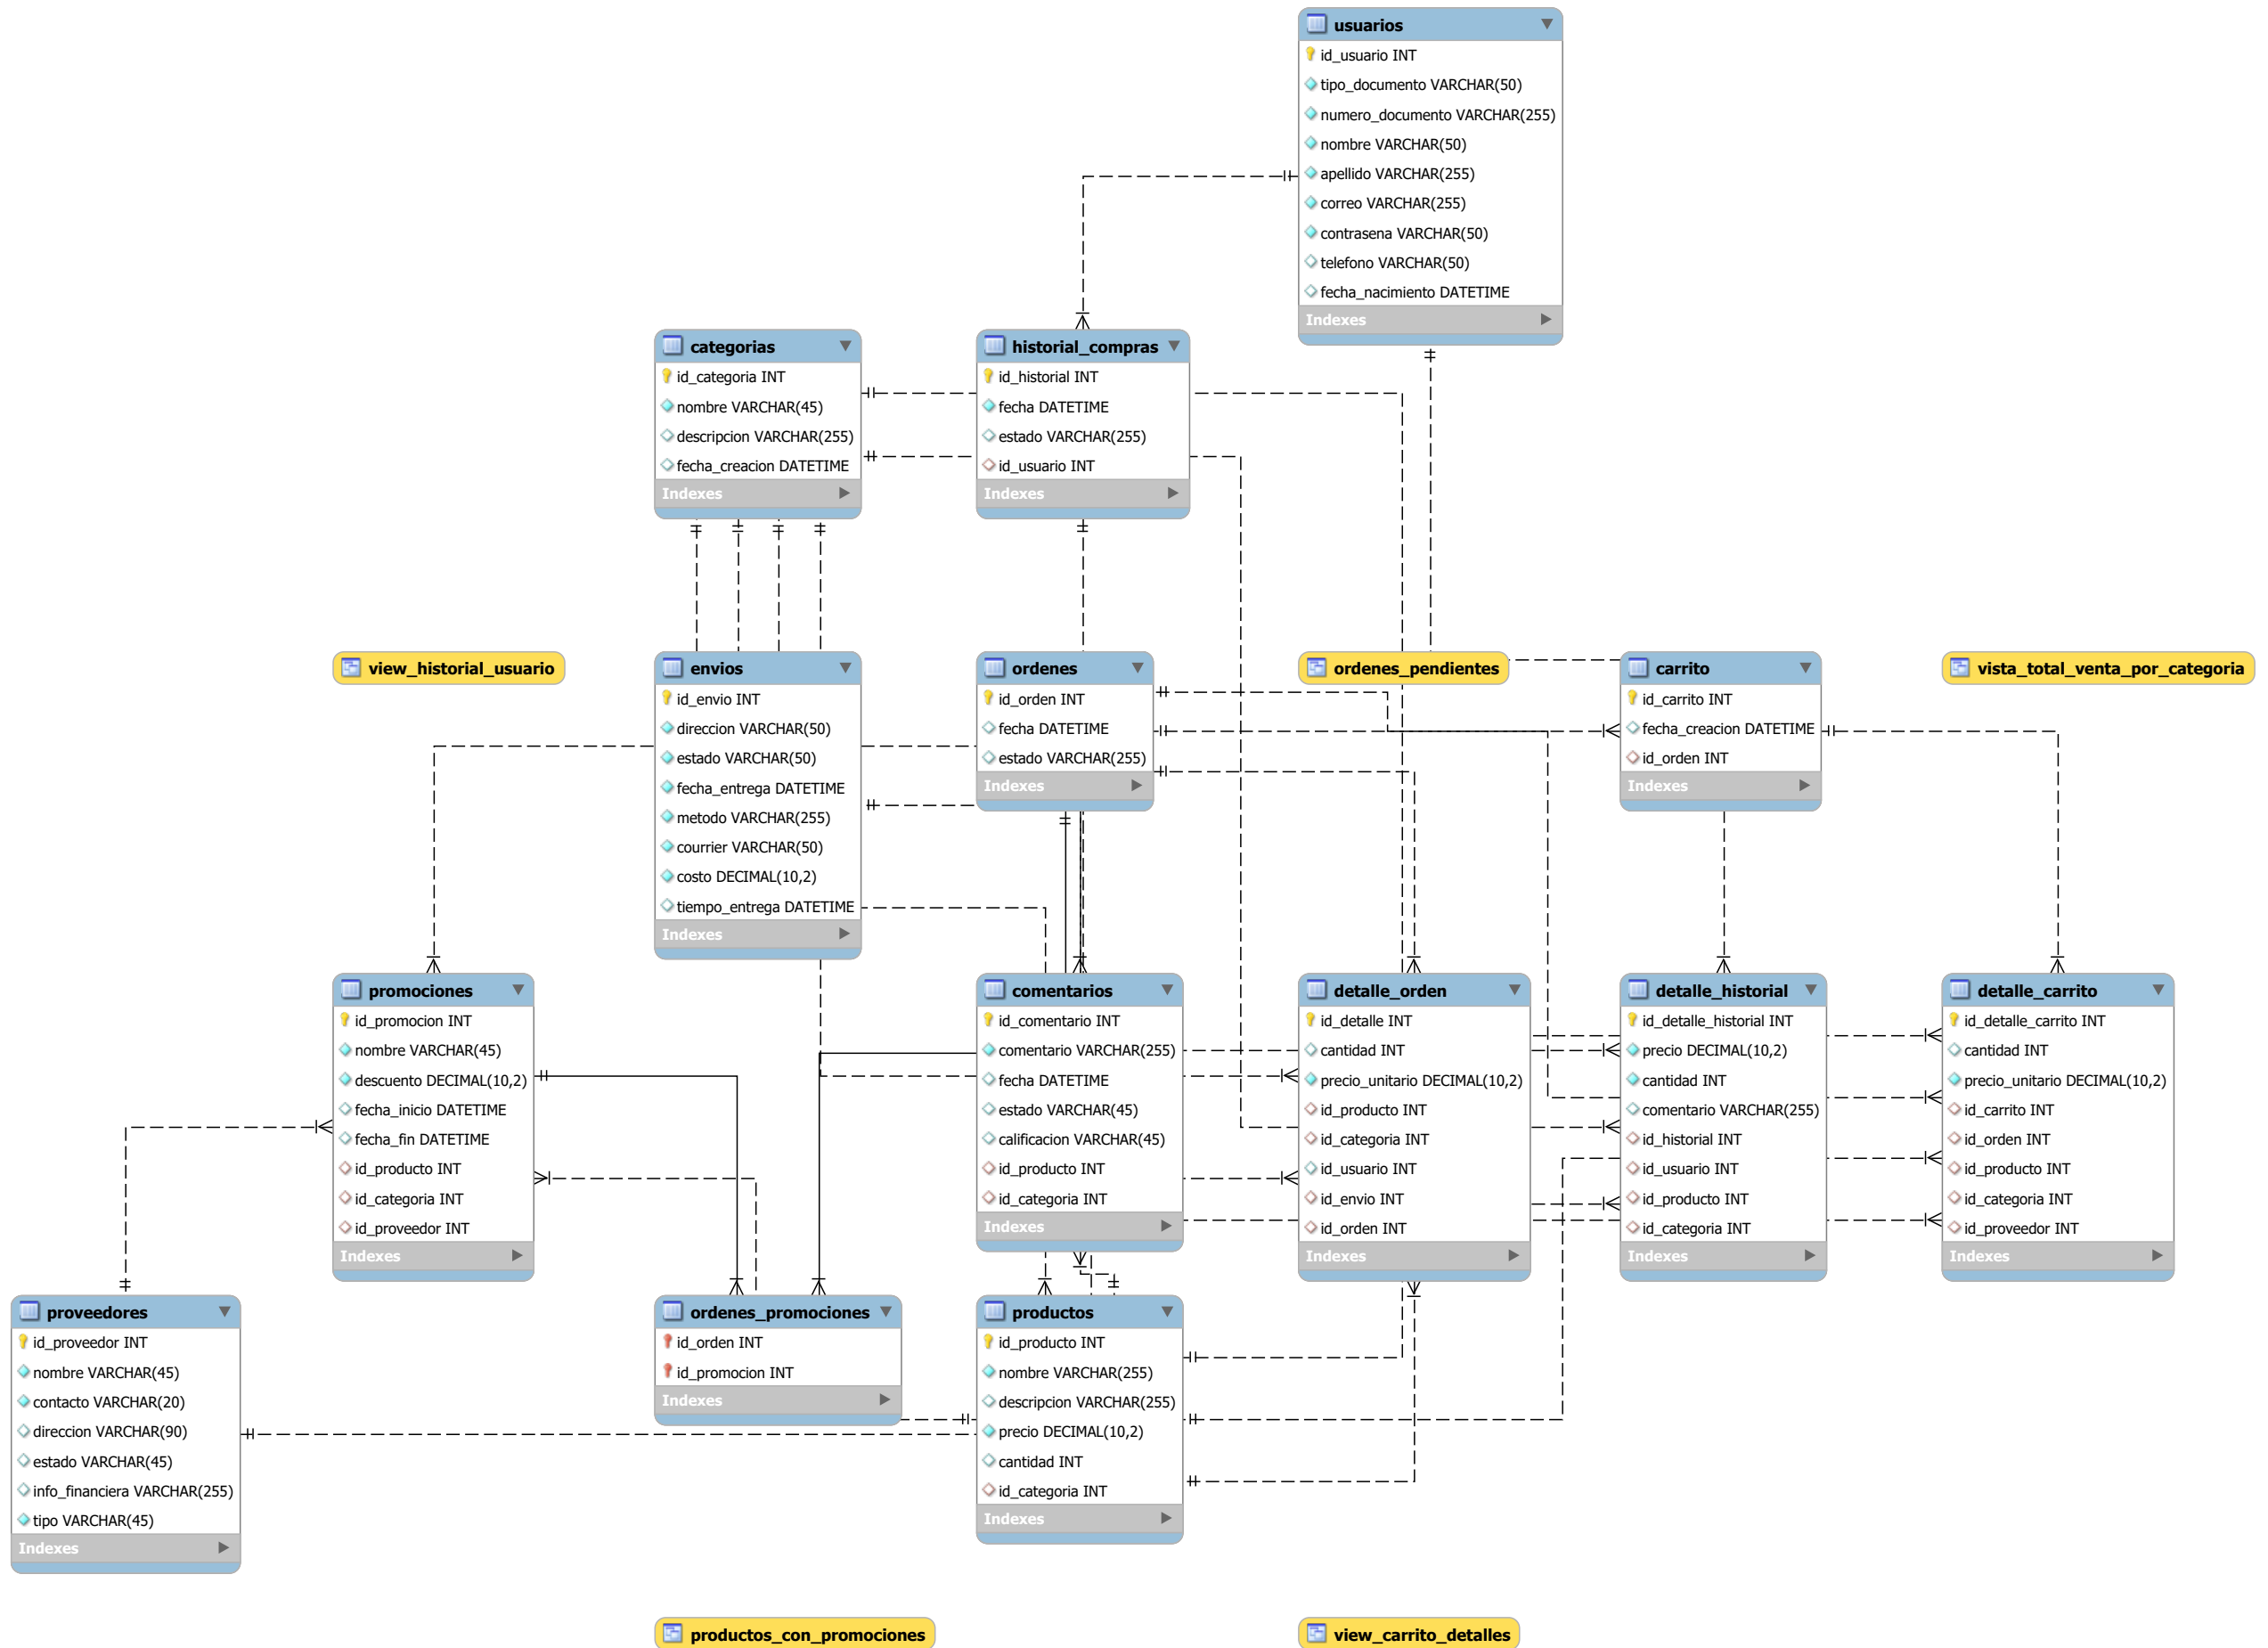 usuarios
id_usuario INT
tipo_documento VARCHAR(50)
numero_documento VARCHAR(255)
nombre VARCHAR(50)
apellido VARCHAR(255)
correo VARCHAR(255)
contrasena VARCHAR(50)
telefono VARCHAR(50)
fecha_nacimiento DATETIME
Indexes
categorias
id_categoria INT
nombre VARCHAR(45)
descripcion VARCHAR(255)
fecha_creacion DATETIME
Indexes
historial_compras
id_historial INT
fecha DATETIME
estado VARCHAR(255)
id_usuario INT
Indexes
view_historial_usuario
envios
id_envio INT
direccion VARCHAR(50)
estado VARCHAR(50)
fecha_entrega DATETIME
metodo VARCHAR(255)
courrier VARCHAR(50)
costo DECIMAL(10,2)
tiempo_entrega DATETIME
Indexes
ordenes
id_orden INT
fecha DATETIME
estado VARCHAR(255)
Indexes
ordenes_pendientes
carrito
id_carrito INT
fecha_creacion DATETIME
id_orden INT
Indexes
vista_total_venta_por_categoria
promociones
id_promocion INT
nombre VARCHAR(45)
descuento DECIMAL(10,2)
fecha_inicio DATETIME
fecha_fin DATETIME
id_producto INT
id_categoria INT
id_proveedor INT
Indexes
comentarios
id_comentario INT
comentario VARCHAR(255)
fecha DATETIME
estado VARCHAR(45)
calificacion VARCHAR(45)
id_producto INT
id_categoria INT
Indexes
detalle_orden
id_detalle INT
cantidad INT
precio_unitario DECIMAL(10,2)
id_producto INT
id_categoria INT
id_usuario INT
id_envio INT
id_orden INT
Indexes
detalle_historial
id_detalle_historial INT
precio DECIMAL(10,2)
cantidad INT
comentario VARCHAR(255)
id_historial INT
id_usuario INT
id_producto INT
id_categoria INT
Indexes
detalle_carrito
id_detalle_carrito INT
cantidad INT
precio_unitario DECIMAL(10,2)
id_carrito INT
id_orden INT
id_producto INT
id_categoria INT
id_proveedor INT
Indexes
proveedores
id_proveedor INT
nombre VARCHAR(45)
contacto VARCHAR(20)
direccion VARCHAR(90)
estado VARCHAR(45)
info_financiera VARCHAR(255)
tipo VARCHAR(45)
Indexes
ordenes_promociones
id_orden INT
id_promocion INT
Indexes
productos
id_producto INT
nombre VARCHAR(255)
descripcion VARCHAR(255)
precio DECIMAL(10,2)
cantidad INT
id_categoria INT
Indexes
productos_con_promociones
view_carrito_detalles